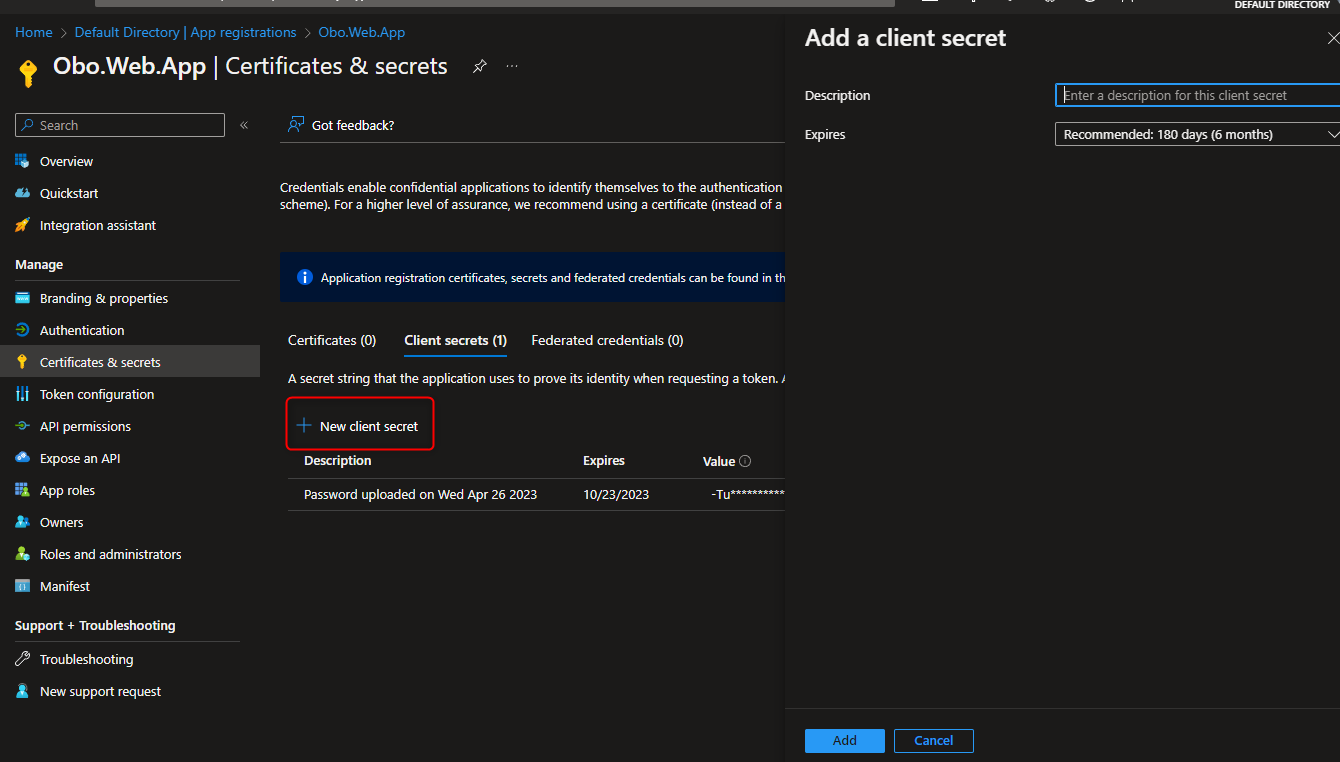 DEFAULT DIRECTORY
Home > Default Directory | App registrations > Obo.Web.App
Obo.Web.App | Certificates & secrets
...
Search
«
Overview
Quickstart
Integration assistant
Manage
Branding & properties
Authentication
Certificates & secrets
Token configuration
API permissions
Expose an API
App roles
Owners
Roles and administrators
Manifest
Support + Troubleshooting
Troubleshooting
New support request
Got feedback?
Credentials enable confidential applications to identify themselves to the authentication
scheme). For a higher level of assurance, we recommend using a certificate (instead of a
Application registration certificates, secrets and federated credentials can be found in th
Certificates (0) Client secrets (1) Federated credentials (0)
A secret string that the application uses to prove its identity when requesting a token.
+ New client secret
Description Expires Value
Password uploaded on Wed Apr 26 2023 10/23/2023 -Tu**********
Add a client secret
Description Enter a description for this client secret
Expires Recommended: 180 days (6 months)
Add Cancel